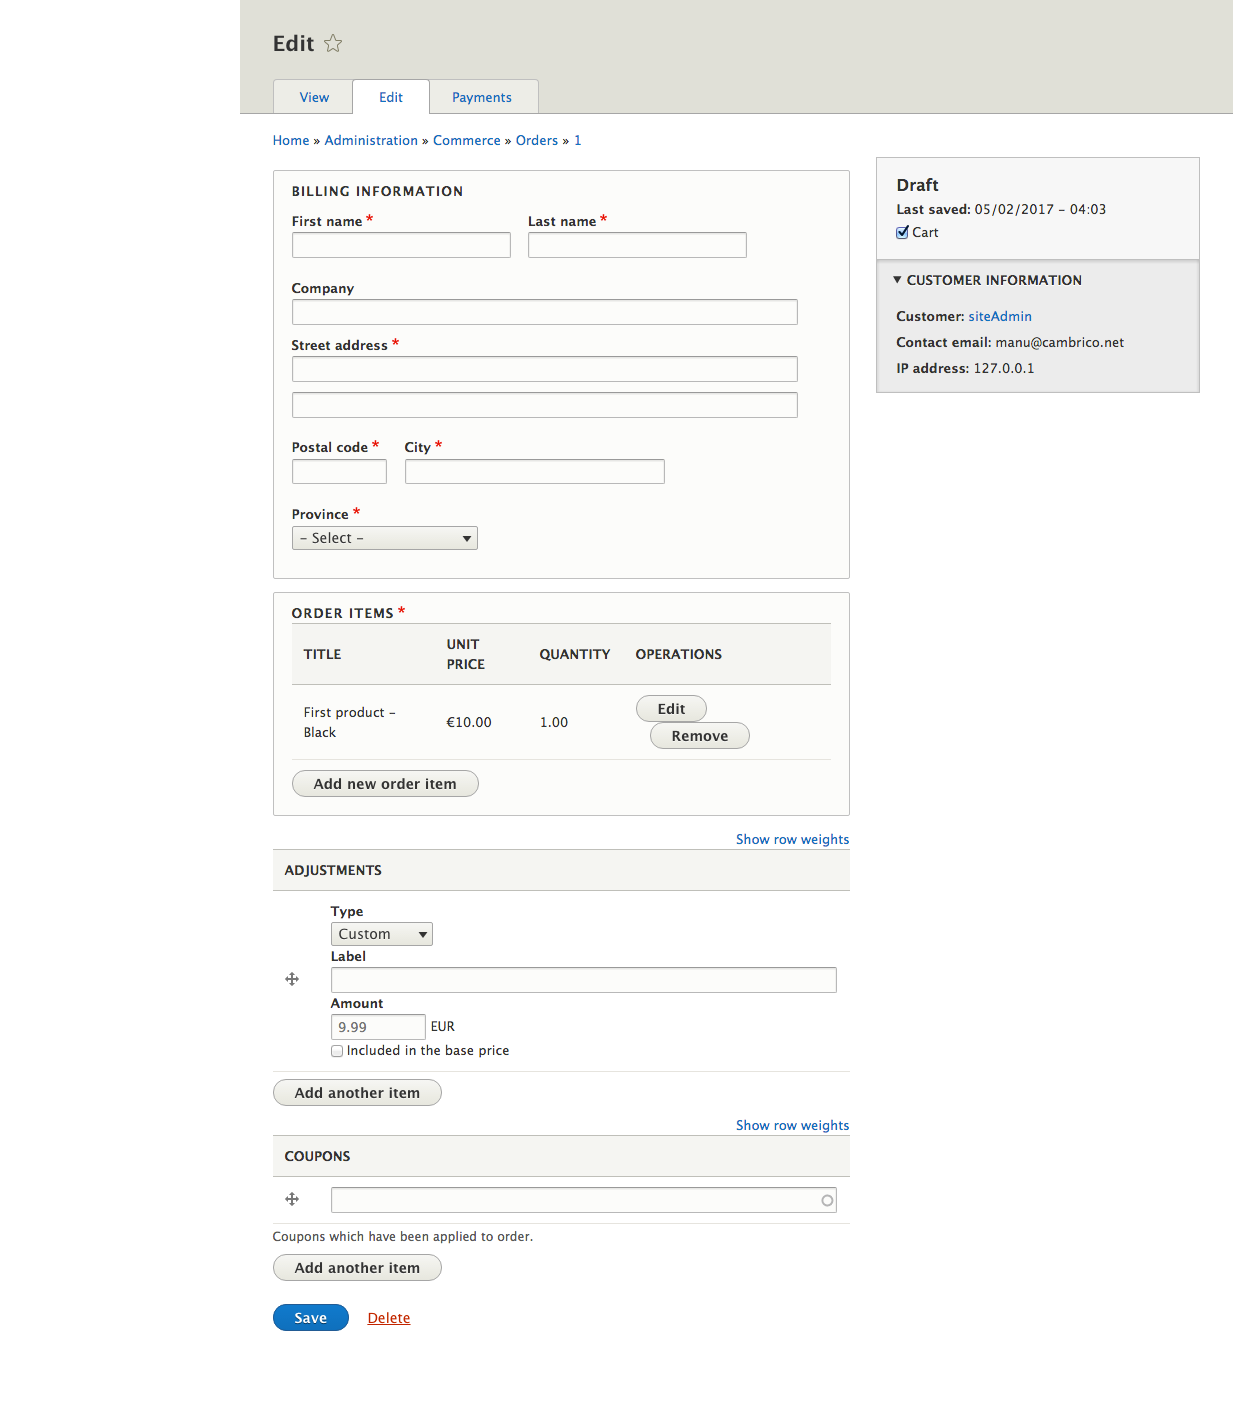 Edit
View
Edit
Payments
Home » Administration » Commerce » Orders » 1
BILLING INFORMATION
First name *
Last name *
Company
Street address *
Postal code *
City *
Province *
- Select -
ORDER ITEMS *
TITLE
UNIT PRICE
QUANTITY
OPERATIONS
First product - Black
€10.00
1.00
Edit
Remove
Add new order item
Show row weights
ADJUSTMENTS
Type
Custom
Label
Amount
9.99 EUR
Included in the base price
Add another item
Show row weights
COUPONS
Coupons which have been applied to order.
Add another item
Save
Delete
Draft
Last saved: 05/02/2017 - 04:03
Cart
▼ CUSTOMER INFORMATION
Customer: siteAdmin
Contact email: manu@cambrico.net
IP address: 127.0.0.1